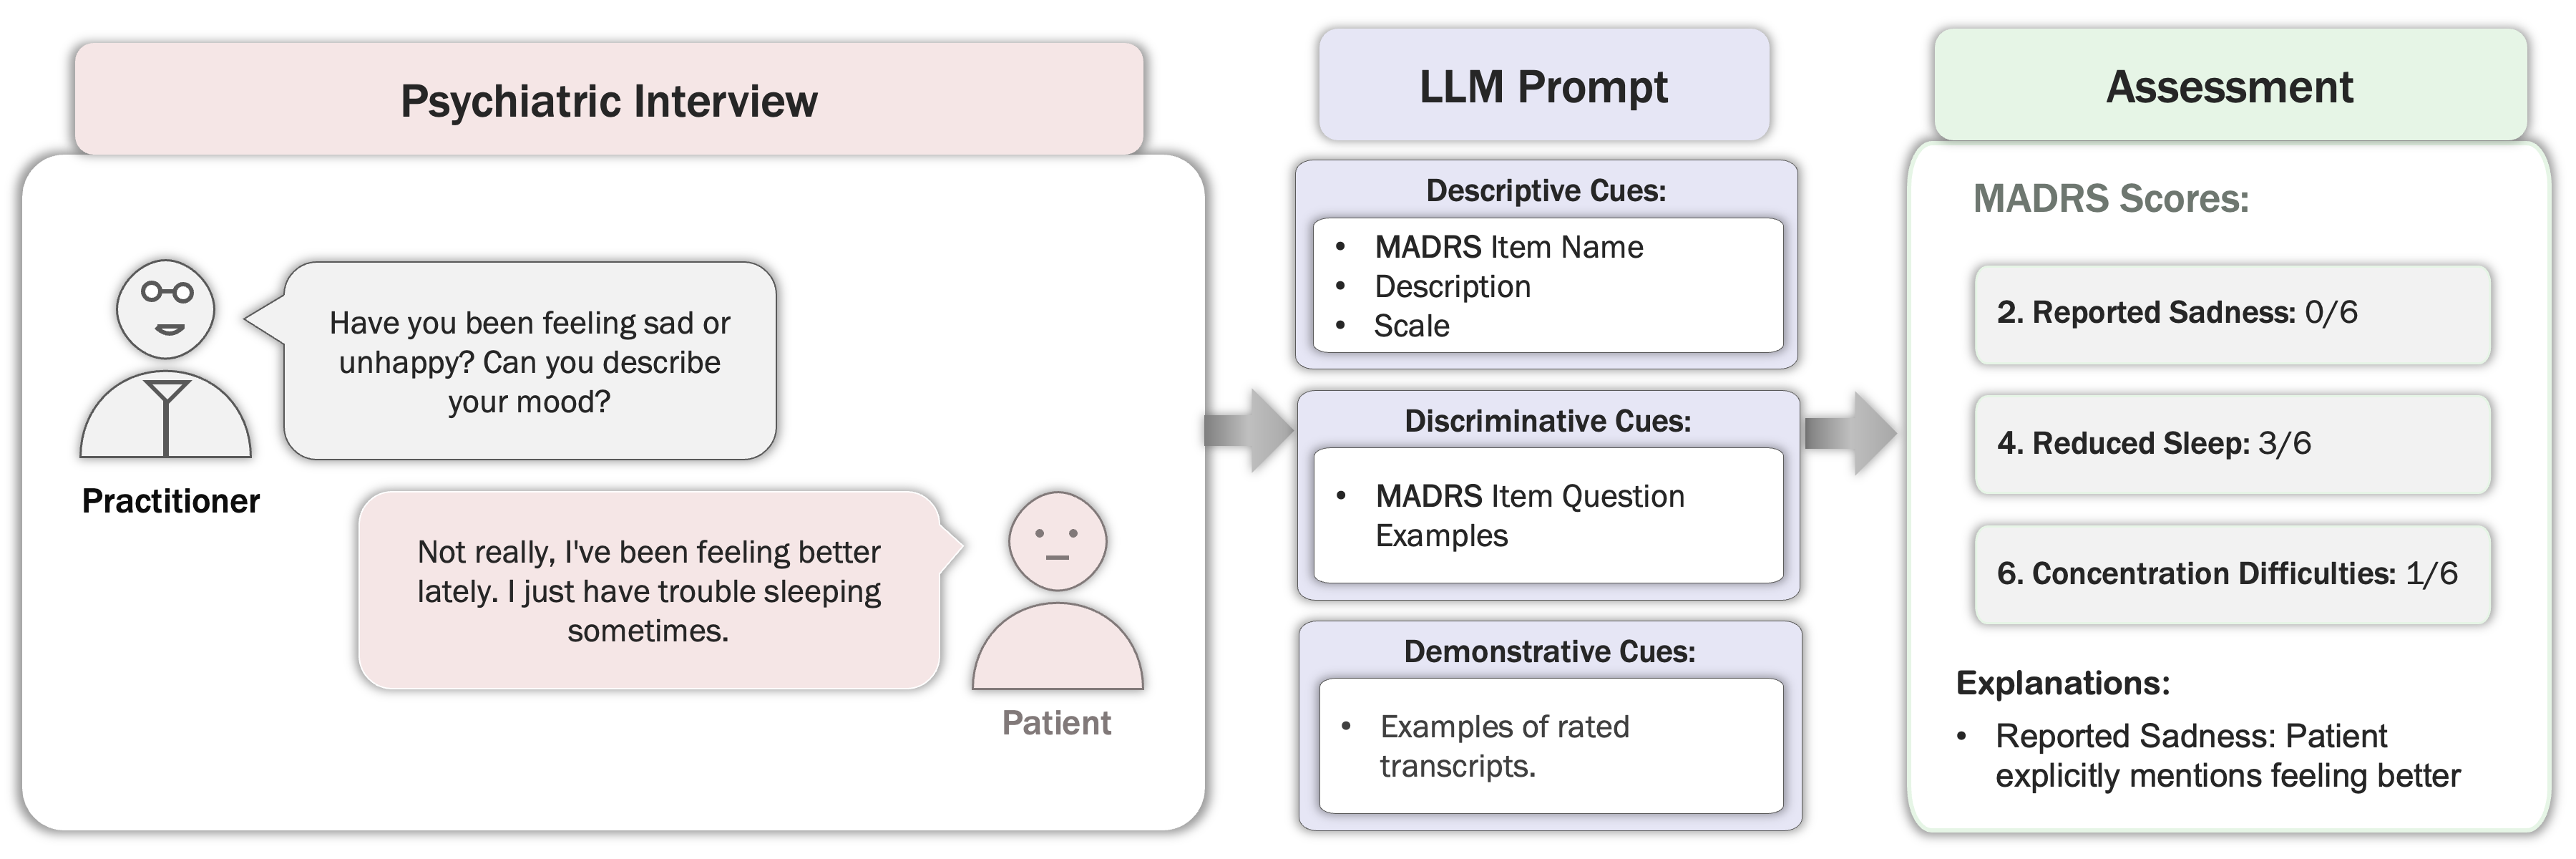 Psychiatric Interview
Have you been feeling sad or
unhappy? Can you describe
your mood?
Practitioner
Not really, I've been feeling better
lately. I just have trouble sleeping
sometimes.
Patient
LLM Prompt
Descriptive Cues:
• MADRS Item Name
• Description
• Scale
Discriminative Cues:
• MADRS Item Question
Examples
Demonstrative Cues:
• Examples of rated
transcripts.
Assessment
MADRS Scores:
2. Reported Sadness: 0/6
4. Reduced Sleep: 3/6
6. Concentration Difficulties: 1/6
Explanations:
• Reported Sadness: Patient
explicitly mentions feeling better